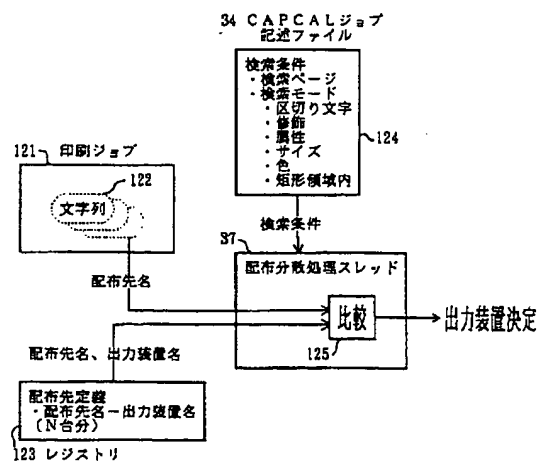 34 CAPCALジョブ
記述ファイル
検索条件
・検索ページ
・検索モード
・区切り文字
・修飾
・属性
・サイズ
・色
・矩形領域内
124
121 印刷ジョブ
122
文字列
検索条件
37
配布分散処理スレッド
配布先名
比較
125
出力装置決定
配布先名、出力装置名
配布先定義
・配布先名－出力装置名
(N台分)
123 レジストリ